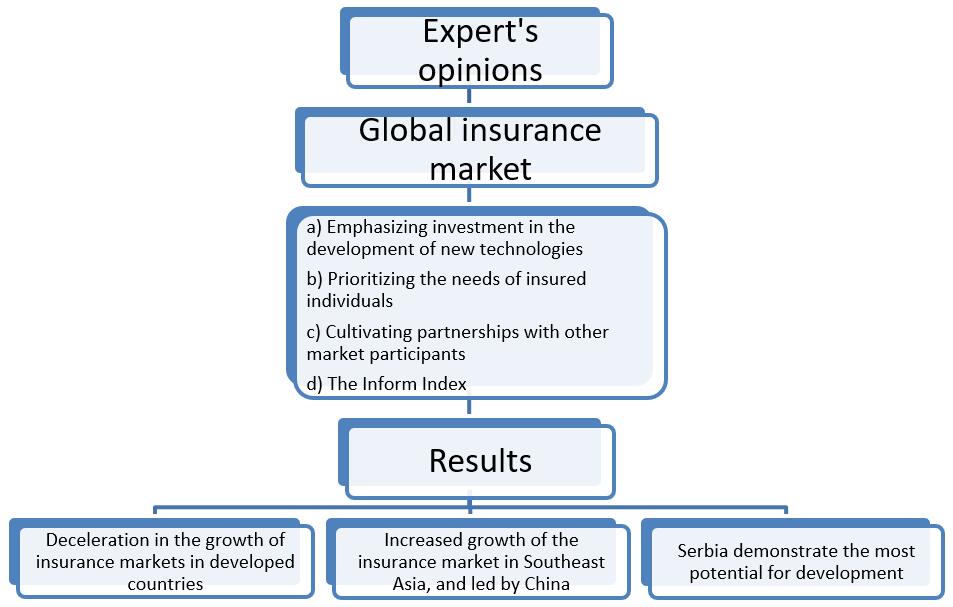 Expert's
opinions
Global insurance
market
a) Emphasizing investment in the
development of new technologies
b) Prioritizing the needs of insured
individuals
c) Cultivating partnerships with other
market participants
d) The Inform Index
Results
Deceleration in the growth of
insurance markets in developed
countries
Increased growth of the
insurance market in Southeast
Asia, and led by China
Serbia demonstrate the most
potential for development